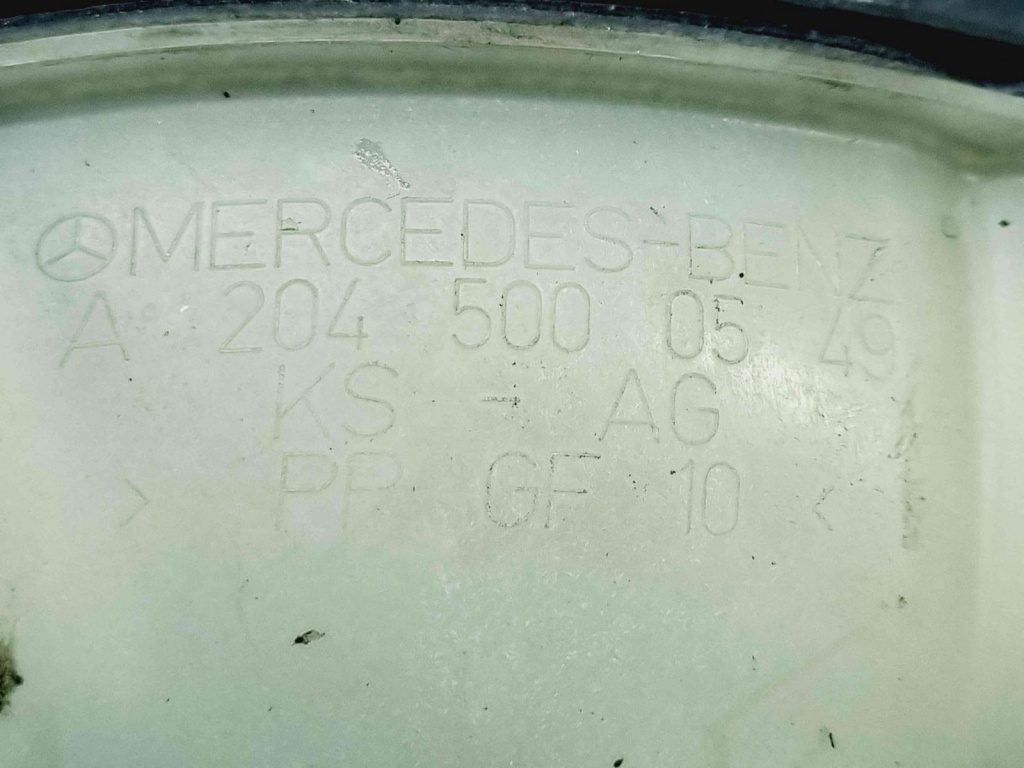 MERCEDES-BENZ
A 204 500 05 49
KS - AG
> PP GF 10 <